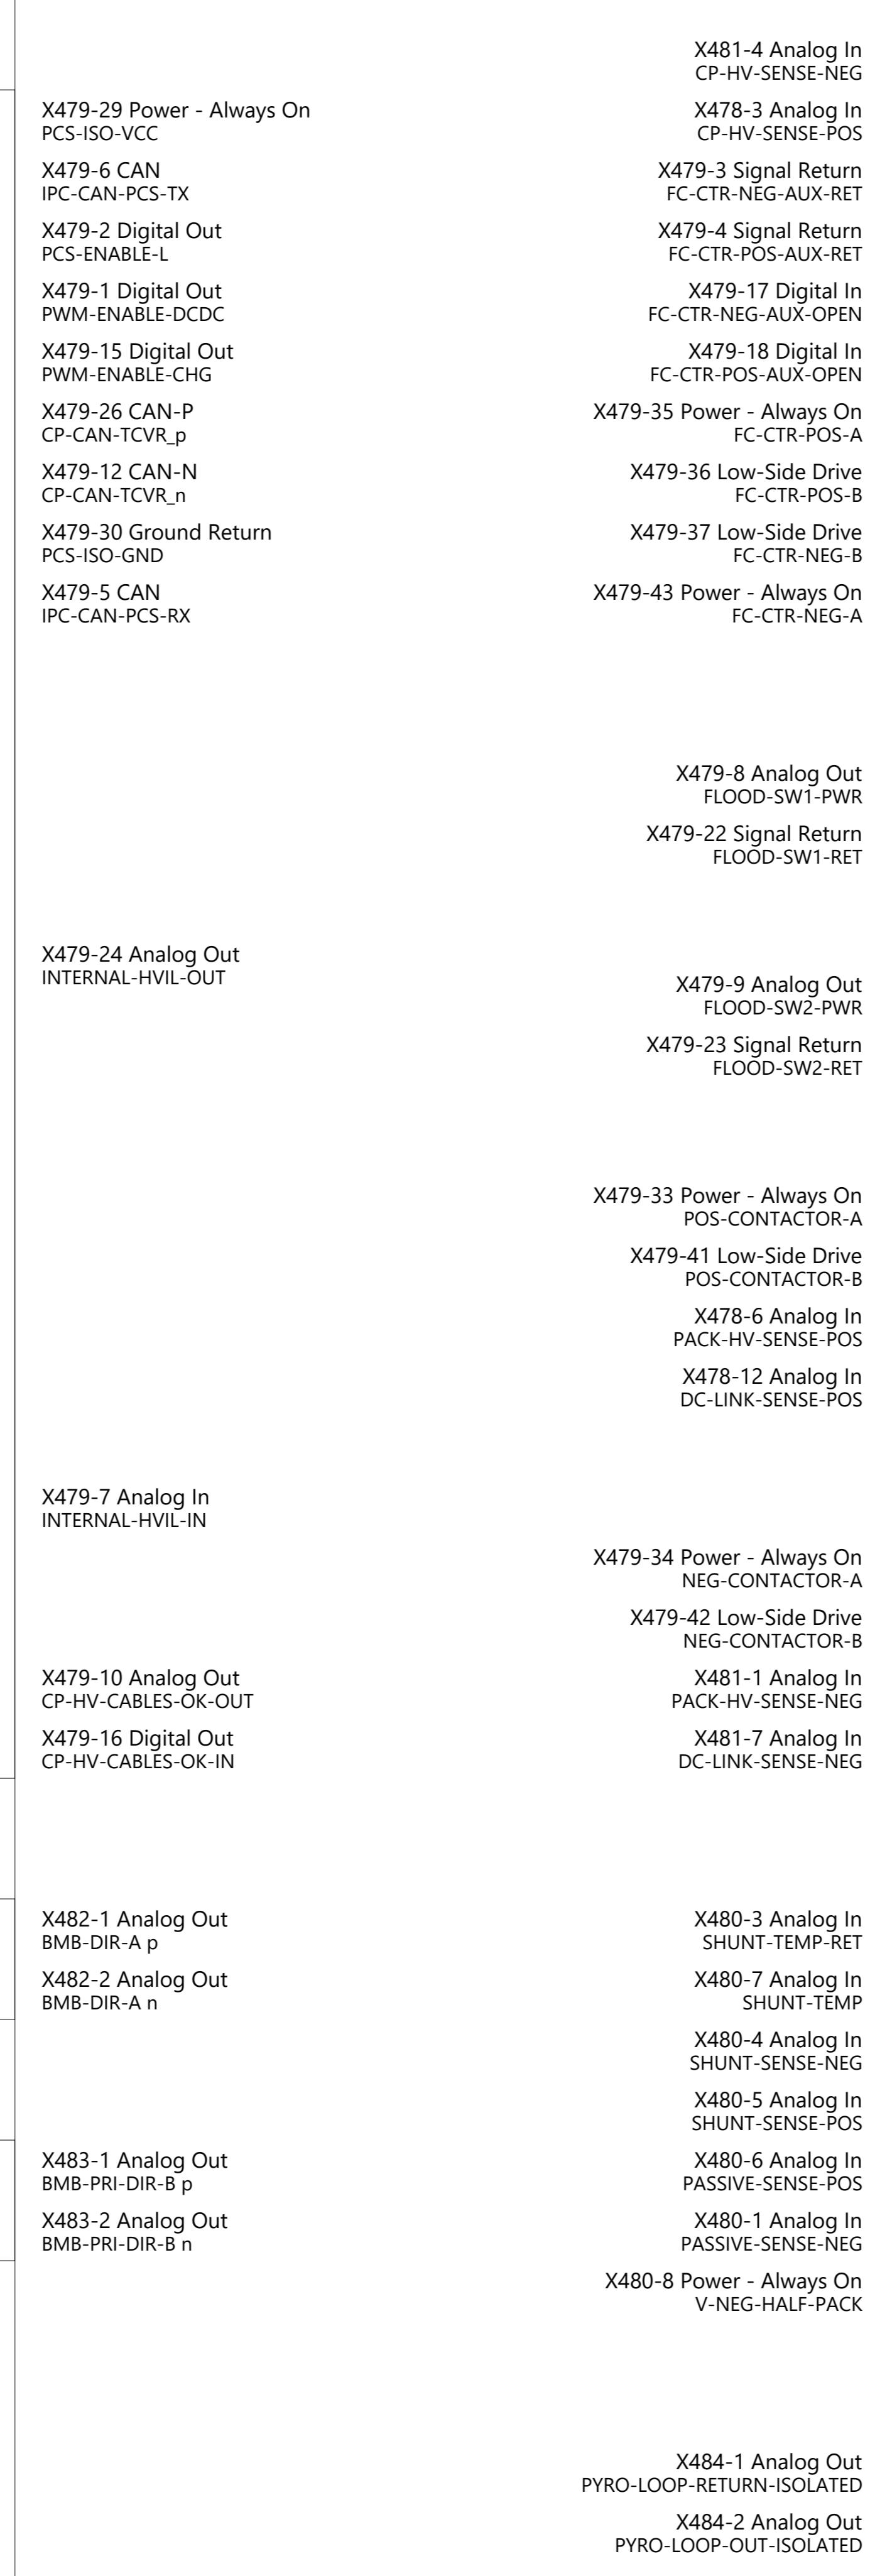 X481-4 Analog In
CP-HV-SENSE-NEG
X479-29 Power - Always On
PCS-ISO-VCC
X478-3 Analog In
CP-HV-SENSE-POS
X479-6 CAN
IPC-CAN-PCS-TX
X479-3 Signal Return
FC-CTR-NEG-AUX-RET
X479-2 Digital Out
PCS-ENABLE-L
X479-4 Signal Return
FC-CTR-POS-AUX-RET
X479-1 Digital Out
PWM-ENABLE-DCDC
X479-17 Digital In
FC-CTR-NEG-AUX-OPEN
X479-15 Digital Out
PWM-ENABLE-CHG
X479-18 Digital In
FC-CTR-POS-AUX-OPEN
X479-26 CAN-P
CP-CAN-TCVR_p
X479-35 Power - Always On
FC-CTR-POS-A
X479-12 CAN-N
CP-CAN-TCVR_n
X479-36 Low-Side Drive
FC-CTR-POS-B
X479-30 Ground Return
PCS-ISO-GND
X479-37 Low-Side Drive
FC-CTR-NEG-B
X479-5 CAN
IPC-CAN-PCS-RX
X479-43 Power - Always On
FC-CTR-NEG-A
X479-8 Analog Out
FLOOD-SW1-PWR
X479-22 Signal Return
FLOOD-SW1-RET
X479-24 Analog Out
INTERNAL-HVIL-OUT
X479-9 Analog Out
FLOOD-SW2-PWR
X479-23 Signal Return
FLOOD-SW2-RET
X479-33 Power - Always On
POS-CONTACTOR-A
X479-41 Low-Side Drive
POS-CONTACTOR-B
X478-6 Analog In
PACK-HV-SENSE-POS
X478-12 Analog In
DC-LINK-SENSE-POS
X479-7 Analog In
INTERNAL-HVIL-IN
X479-34 Power - Always On
NEG-CONTACTOR-A
X479-42 Low-Side Drive
NEG-CONTACTOR-B
X479-10 Analog Out
CP-HV-CABLES-OK-OUT
X481-1 Analog In
PACK-HV-SENSE-NEG
X479-16 Digital Out
CP-HV-CABLES-OK-IN
X481-7 Analog In
DC-LINK-SENSE-NEG
X482-1 Analog Out
BMB-DIR-A p
X480-3 Analog In
SHUNT-TEMP-RET
X482-2 Analog Out
BMB-DIR-A n
X480-7 Analog In
SHUNT-TEMP
X480-4 Analog In
SHUNT-SENSE-NEG
X480-5 Analog In
SHUNT-SENSE-POS
X483-1 Analog Out
BMB-PRI-DIR-B p
X480-6 Analog In
PASSIVE-SENSE-POS
X483-2 Analog Out
BMB-PRI-DIR-B n
X480-1 Analog In
PASSIVE-SENSE-NEG
X480-8 Power - Always On
V-NEG-HALF-PACK
X484-1 Analog Out
PYRO-LOOP-RETURN-ISOLATED
X484-2 Analog Out
PYRO-LOOP-OUT-ISOLATED